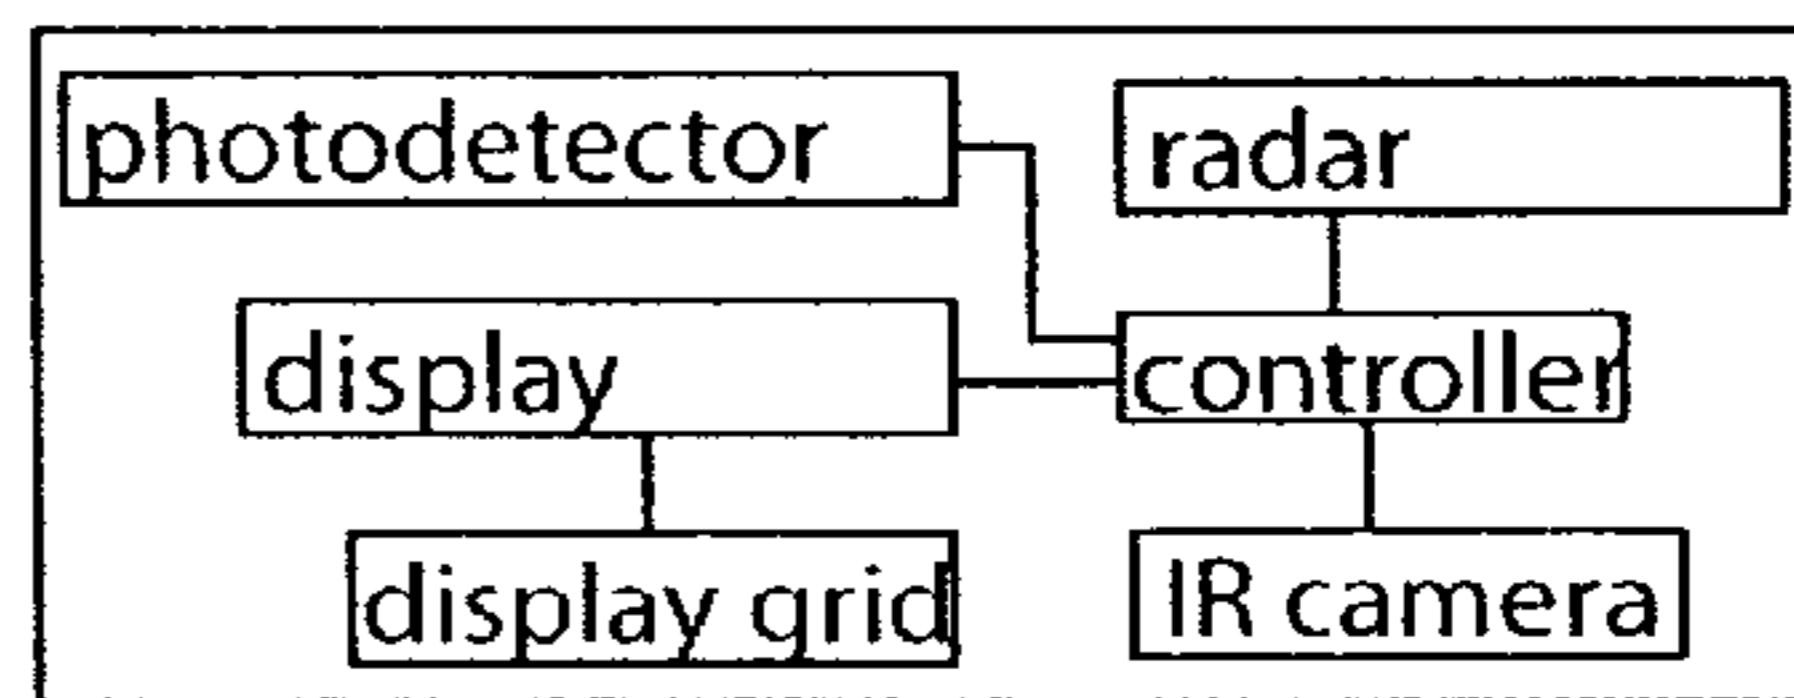 photodetector
radar
display
controller
display grid
IR camera